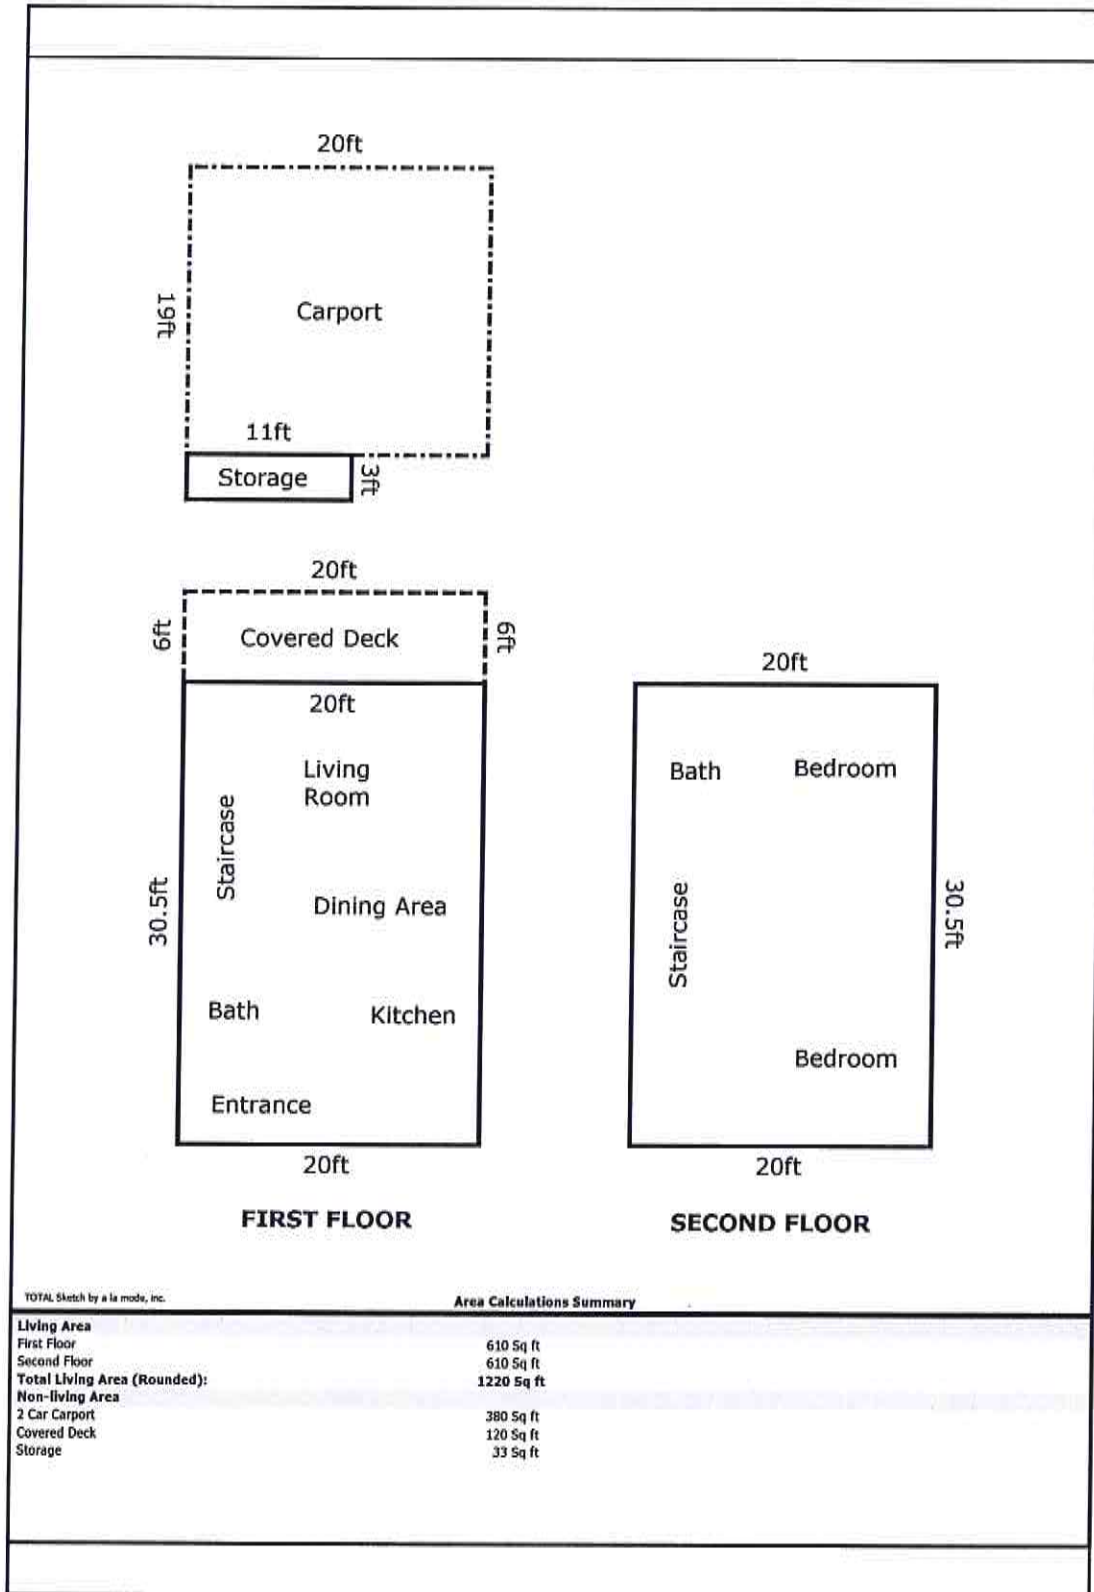 20ft
19ft
Carport
11ft
Storage
3ft
20ft
6ft
Covered Deck
6ft
20ft
20ft
Living
Room
Bath
Bedroom
Staircase
30.5ft
Dining Area
Staircase
30.5ft
Bath
Kitchen
Bedroom
Entrance
20ft
20ft
FIRST FLOOR
SECOND FLOOR
TOTAL Sketch by a la mode, inc.
Area Calculations Summary
Living Area
First Floor 610 Sq ft
Second Floor 610 Sq ft
Total Living Area (Rounded): 1220 Sq ft
Non-living Area
2 Car Carport 380 Sq ft
Covered Deck 120 Sq ft
Storage 33 Sq ft